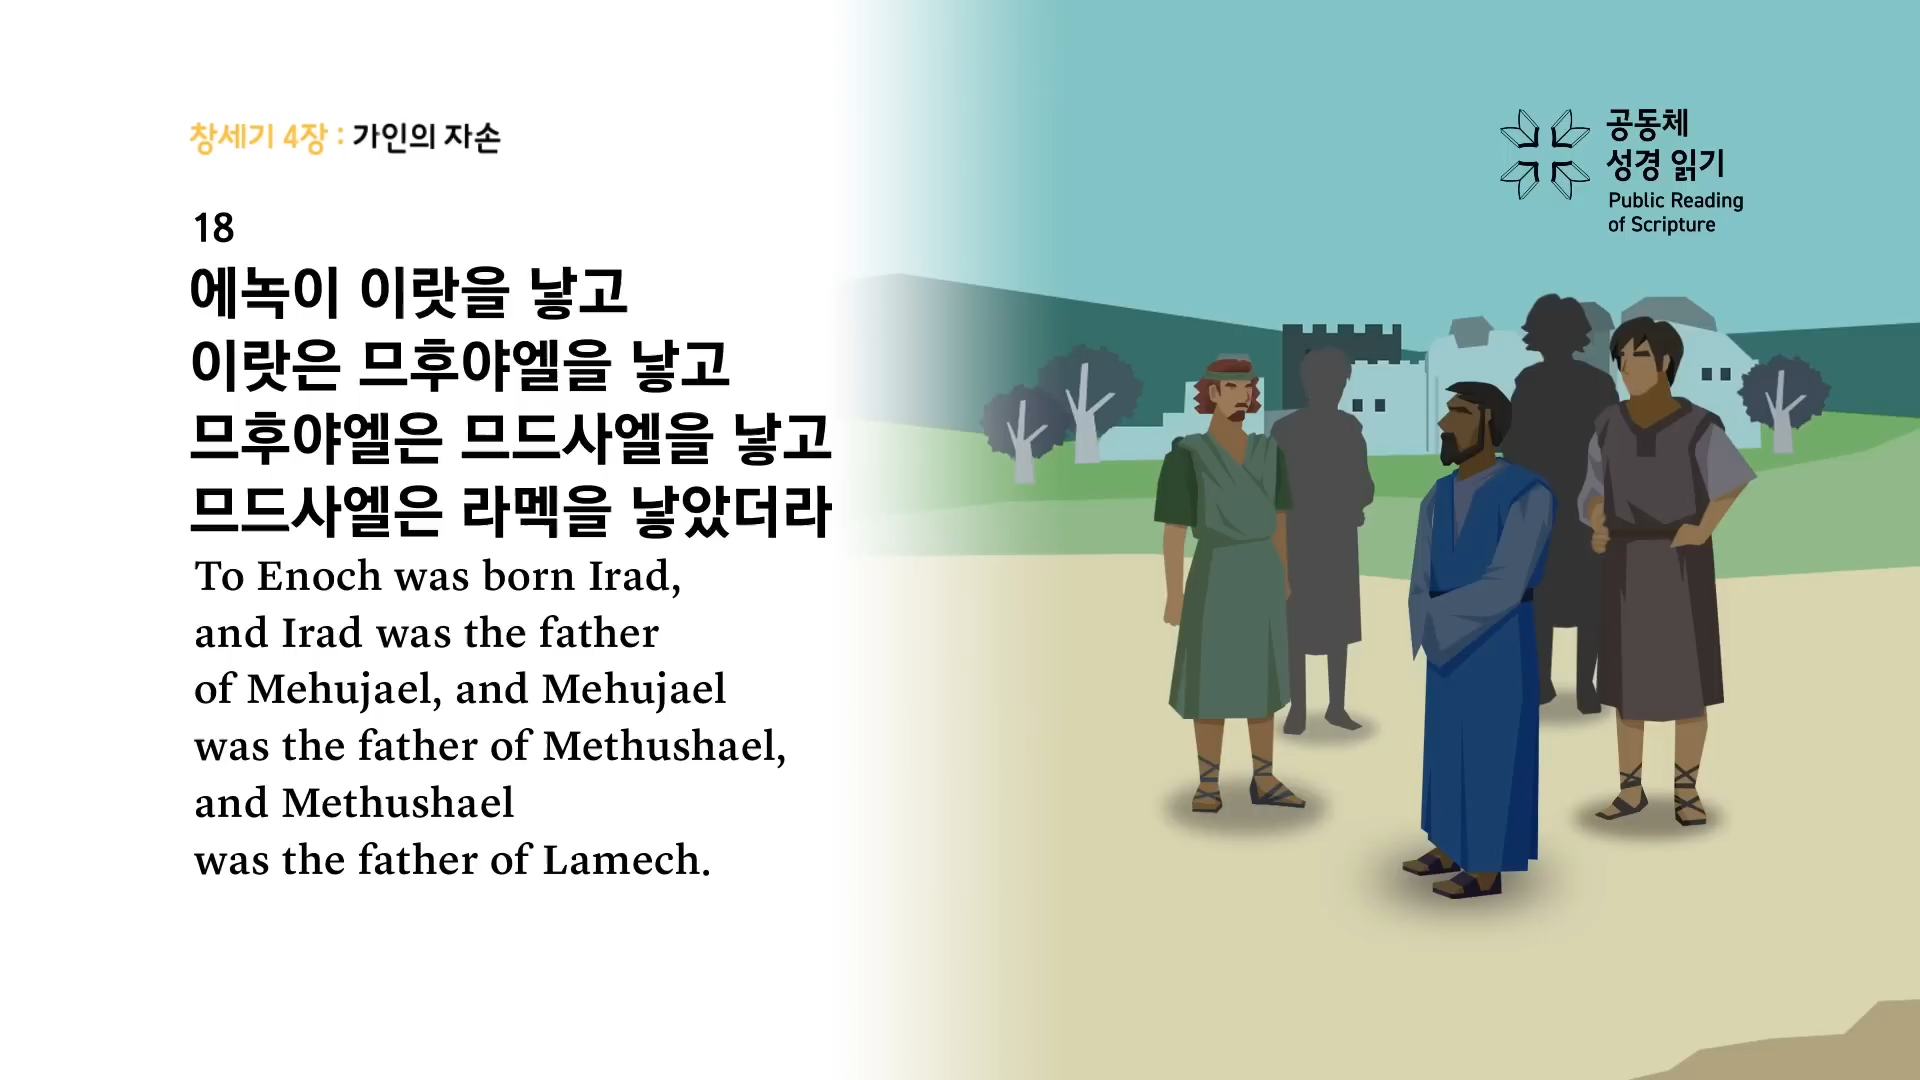 창세기 4장 : 가인의 자손
18
에녹이 이랏을 낳고
이랏은 므후야엘을 낳고
므후야엘은 므드사엘을 낳고
므드사엘은 라멕을 낳았더라
To Enoch was born Irad,
and Irad was the father
of Mehujael, and Mehujael
was the father of Methushael,
and Methushael
was the father of Lamech.
공동체
성경 읽기
Public Reading
of Scripture